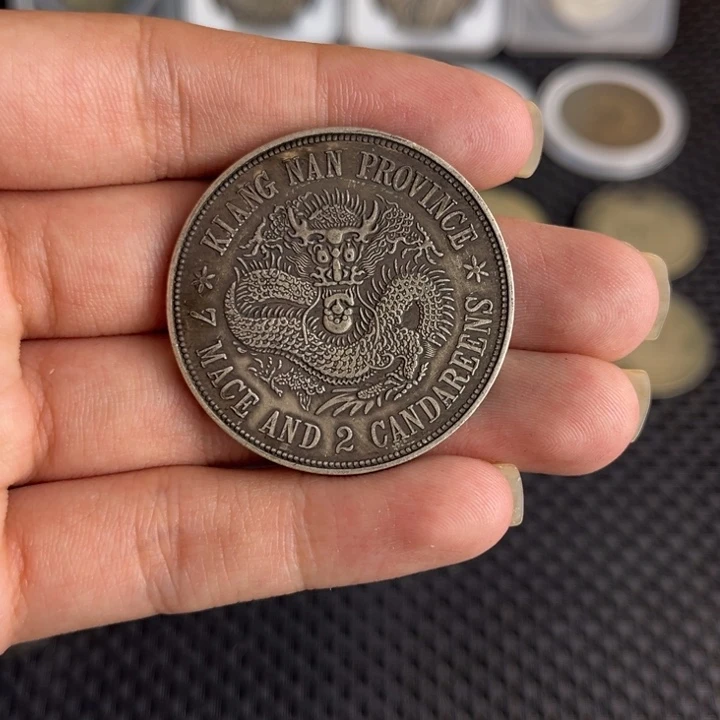 KIANG NAN PROVINCE
7 MACE AND 2 CANDAREENS